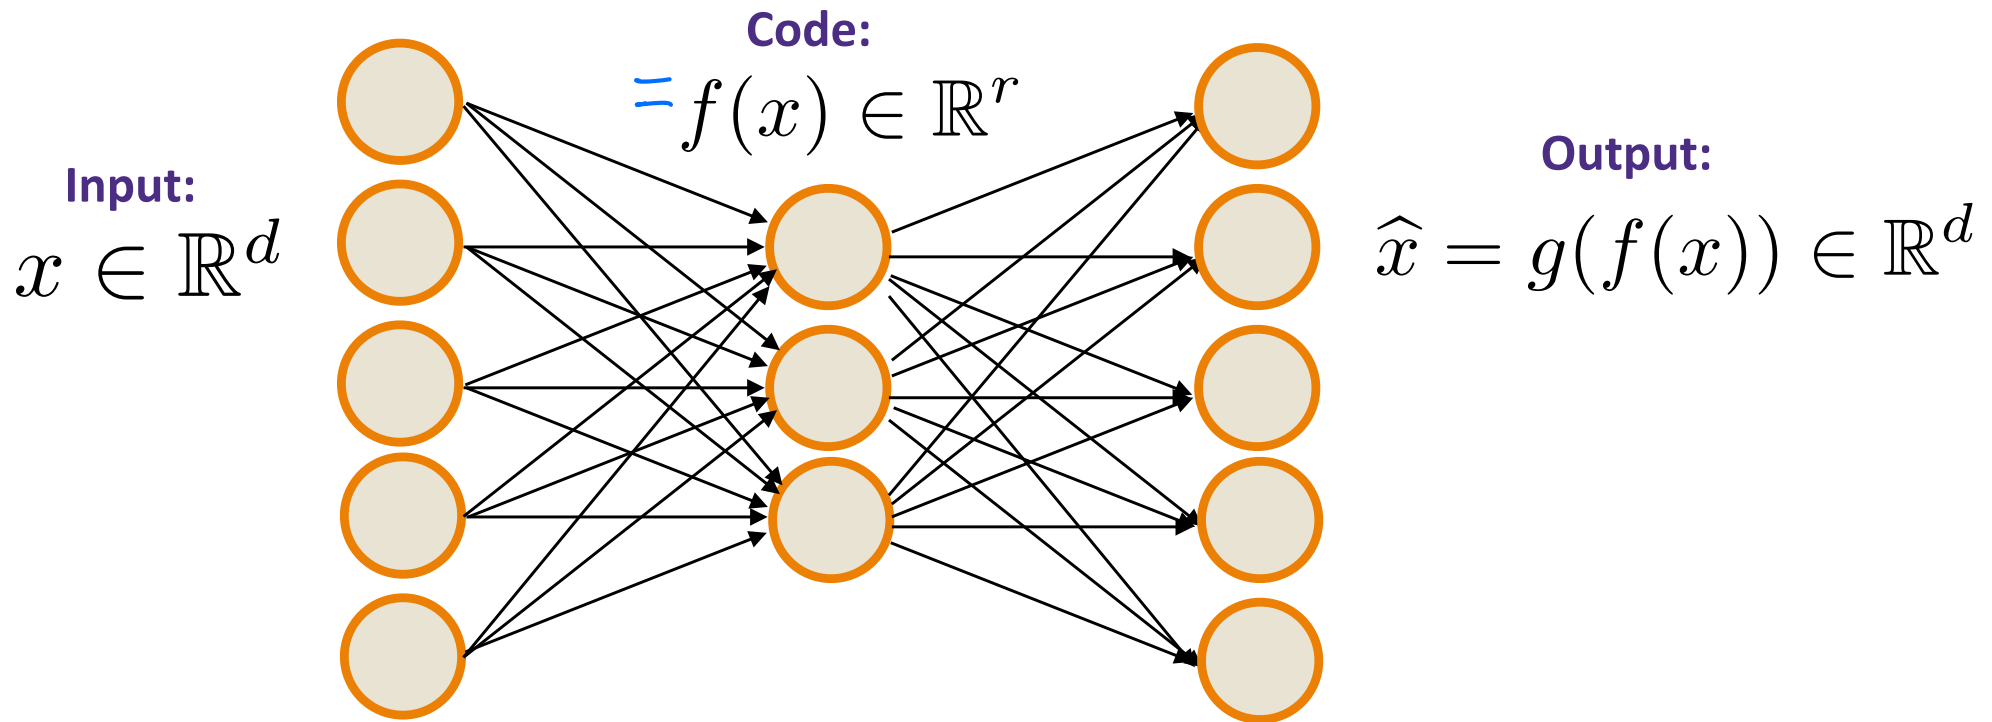 Code:
= f(x) ∈ ℝ^r
Input:
x ∈ ℝ^d
Output:
x̂ = g(f(x)) ∈ ℝ^d